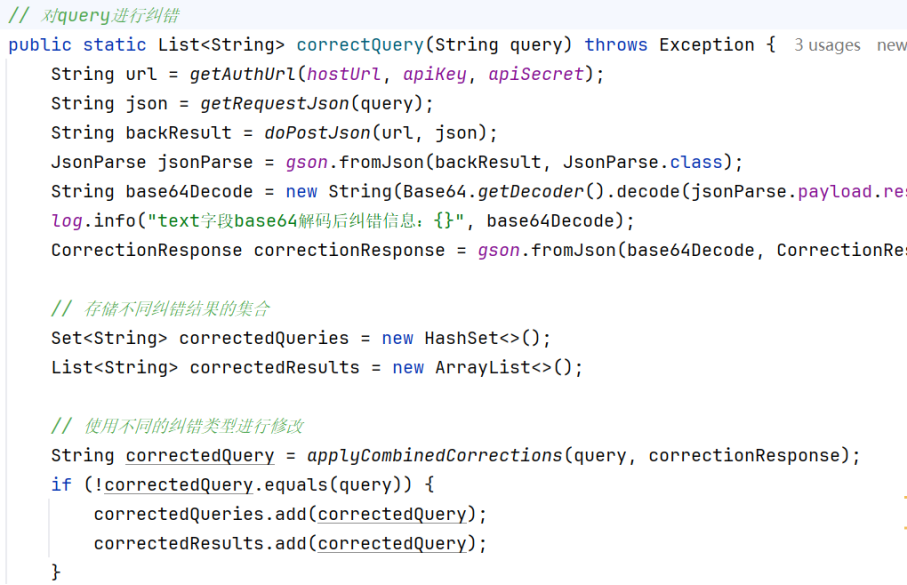 // 对query进行纠错
public static List<String> correctQuery(String query) throws Exception { 3 usages new
String url = getAuthUrl(hostUrl, apiKey, apiSecret);
String json = getRequestJson(query);
String backResult = doPostJson(url, json);
JsonParse jsonParse = gson.fromJson(backResult, JsonParse.class);
String base64Decode = new String(Base64.getDecoder().decode(jsonParse.payload.res
log.info("text字段base64解码后纠错信息：{}", base64Decode);
CorrectionResponse correctionResponse = gson.fromJson(base64Decode, CorrectionRes
// 存储不同纠错结果的集合
Set<String> correctedQueries = new HashSet<>();
List<String> correctedResults = new ArrayList<>();
// 使用不同的纠错类型进行修改
String correctedQuery = applyCombinedCorrections(query, correctionResponse);
if (!correctedQuery.equals(query)) {
correctedQueries.add(correctedQuery);
correctedResults.add(correctedQuery);
}